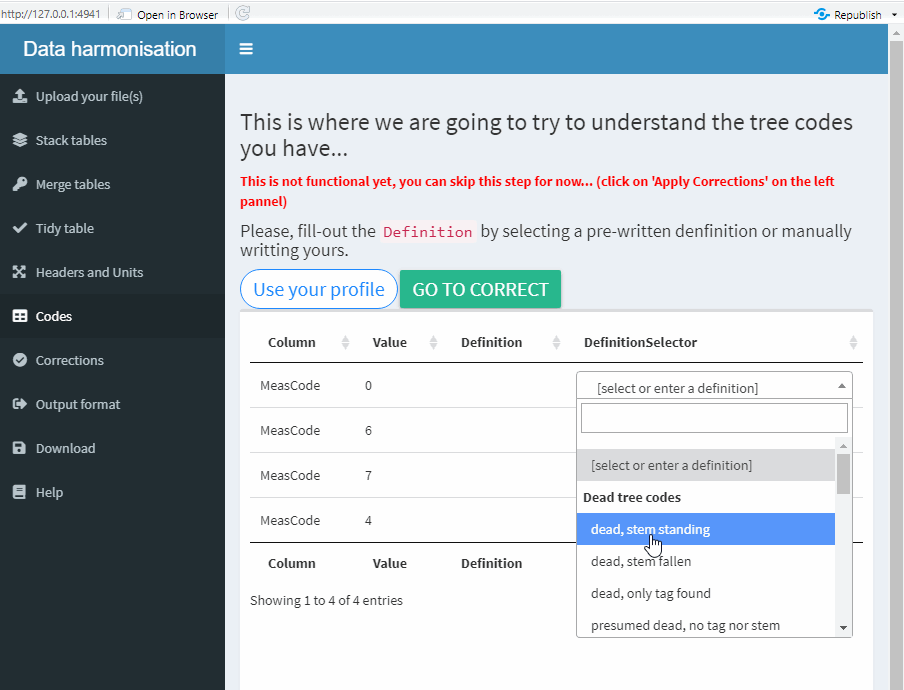 http://127.0.0.1:4941 Open in Browser Republish
Data harmonisation
Upload your file(s)
Stack tables
Merge tables
Tidy table
Headers and Units
Codes
Corrections
Output format
Download
Help
This is where we are going to try to understand the tree codes
you have...
This is not functional yet, you can skip this step for now... (click on 'Apply Corrections' on the left
pannel)
Please, fill-out the Definition by selecting a pre-written denfinition or manually
writting yours.
Use your profile GO TO CORRECT
Column Value Definition DefinitionSelector
MeasCode 0 [select or enter a definition]
MeasCode 6
[select or enter a definition]
MeasCode 7
Dead tree codes
MeasCode 4
dead, stem standing
dead, stem fallen
dead, only tag found
presumed dead, no tag nor stem
Column Value Definition
Showing 1 to 4 of 4 entries